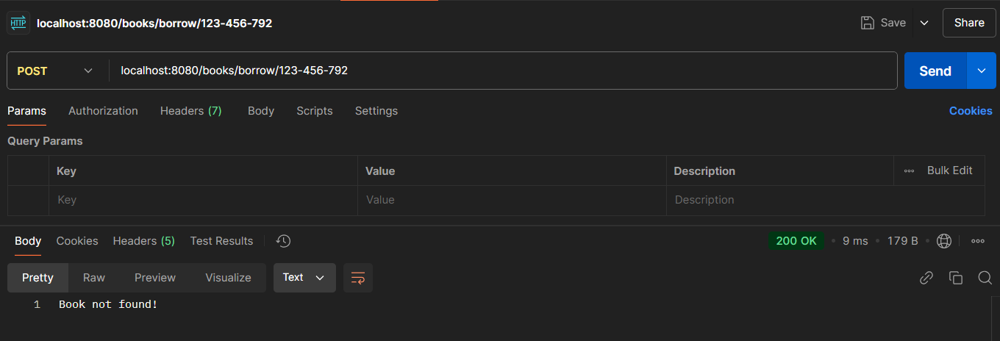 HTTP localhost:8080/books/borrow/123-456-792 Save Share
POST localhost:8080/books/borrow/123-456-792 Send
Params Authorization Headers (7) Body Scripts Settings Cookies
Query Params
Key Value Description Bulk Edit
Key Value Description
Body Cookies Headers (5) Test Results 200 OK • 9 ms • 179 B
Pretty Raw Preview Visualize Text
1 Book not found!